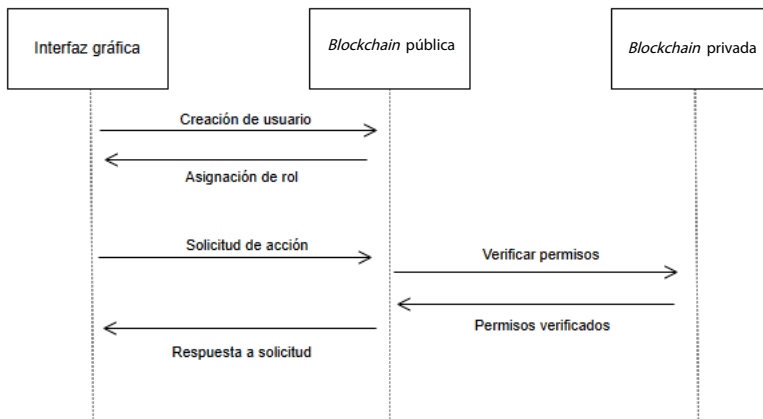 Interfaz gráfica
Blockchain pública
Blockchain privada
Creación de usuario
Asignación de rol
Solicitud de acción
Verificar permisos
Permisos verificados
Respuesta a solicitud